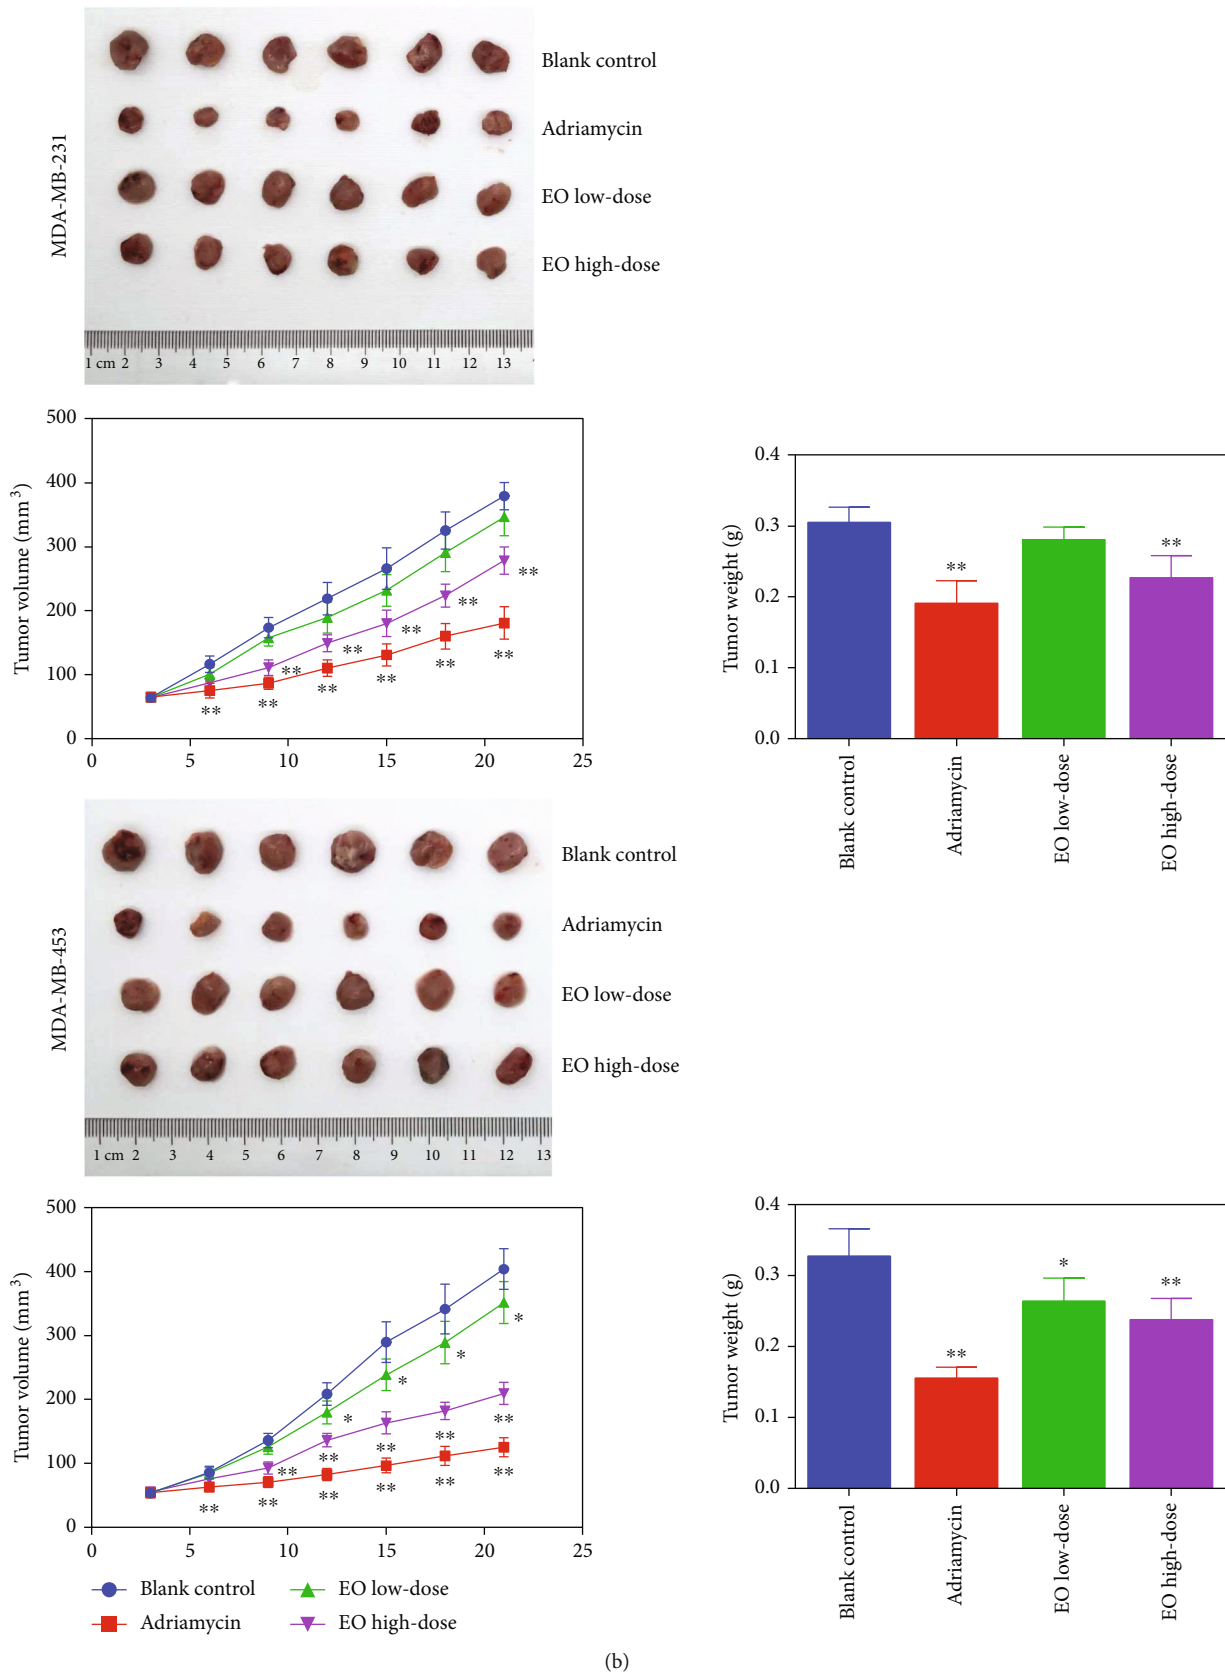 MDA-MB-231
Blank control
Adriamycin
EO low-dose
EO high-dose
1 cm 2 3 4 5 6 7 8 9 10 11 12 13
Tumor volume (mm³)
500
400
300
200
100
0
0 5 10 15 20 25
** ** ** ** ** **
** ** ** ** **
Tumor weight (g)
0.4
0.3
0.2
0.1
0.0
** **
Blank control
Adriamycin
EO low-dose
EO high-dose
MDA-MB-453
Blank control
Adriamycin
EO low-dose
EO high-dose
1 cm 2 3 4 5 6 7 8 9 10 11 12 13
Tumor volume (mm³)
500
400
300
200
100
0
0 5 10 15 20 25
* * * *
** ** ** ** **
** ** ** ** ** **
Blank control
Adriamycin
EO low-dose
EO high-dose
Tumor weight (g)
0.4
0.3
0.2
0.1
0.0
** * **
Blank control
Adriamycin
EO low-dose
EO high-dose
(b)